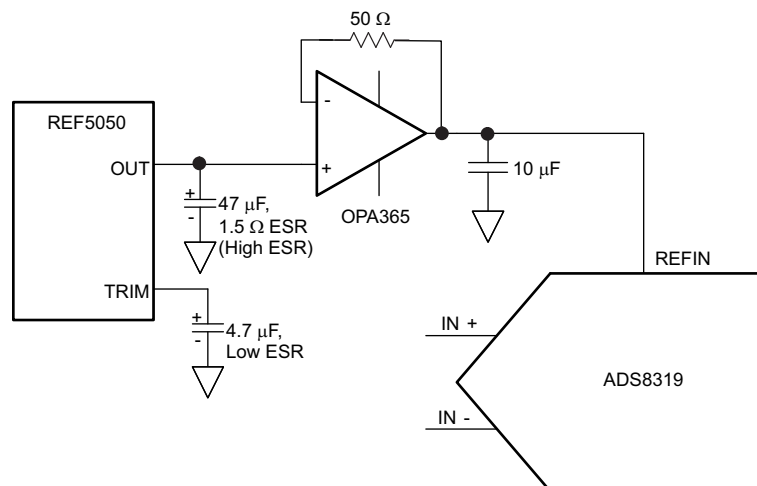 50 Ω
REF5050
-
OUT
+
+
-
47 μF,
1.5 Ω ESR
(High ESR)
OPA365
10 μF
REFIN
TRIM
+
-
4.7 μF,
Low ESR
IN +
ADS8319
IN -